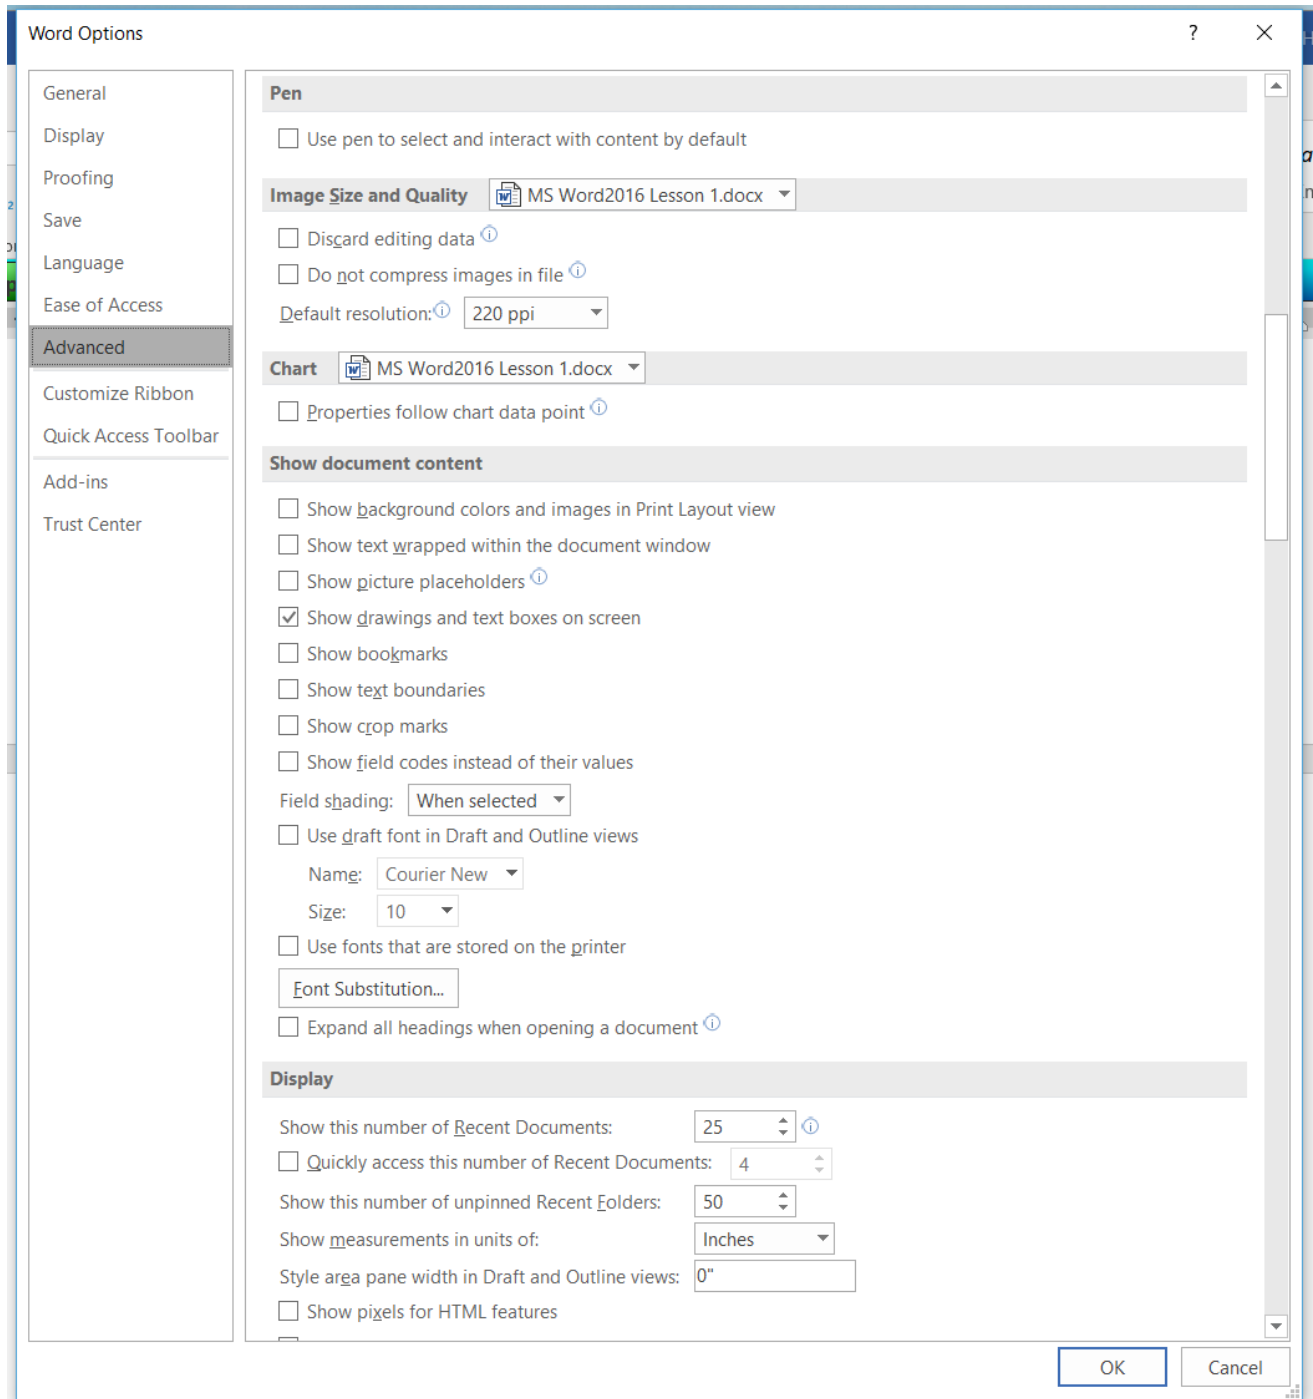 Word Options
?
General
Display
Proofing
Save
Language
Ease of Access
Advanced
Customize Ribbon
Quick Access Toolbar
Add-ins
Trust Center
Pen
Use pen to select and interact with content by default
Image Size and Quality MS Word2016 Lesson 1.docx
Discard editing data
Do not compress images in file
Default resolution: 220 ppi
Chart MS Word2016 Lesson 1.docx
Properties follow chart data point
Show document content
Show background colors and images in Print Layout view
Show text wrapped within the document window
Show picture placeholders
Show drawings and text boxes on screen
Show bookmarks
Show text boundaries
Show crop marks
Show field codes instead of their values
Field shading: When selected
Use draft font in Draft and Outline views
Name: Courier New
Size: 10
Use fonts that are stored on the printer
Font Substitution...
Expand all headings when opening a document
Display
Show this number of Recent Documents: 25
Quickly access this number of Recent Documents: 4
Show this number of unpinned Recent Folders: 50
Show measurements in units of: Inches
Style area pane width in Draft and Outline views: 0"
Show pixels for HTML features
OK Cancel